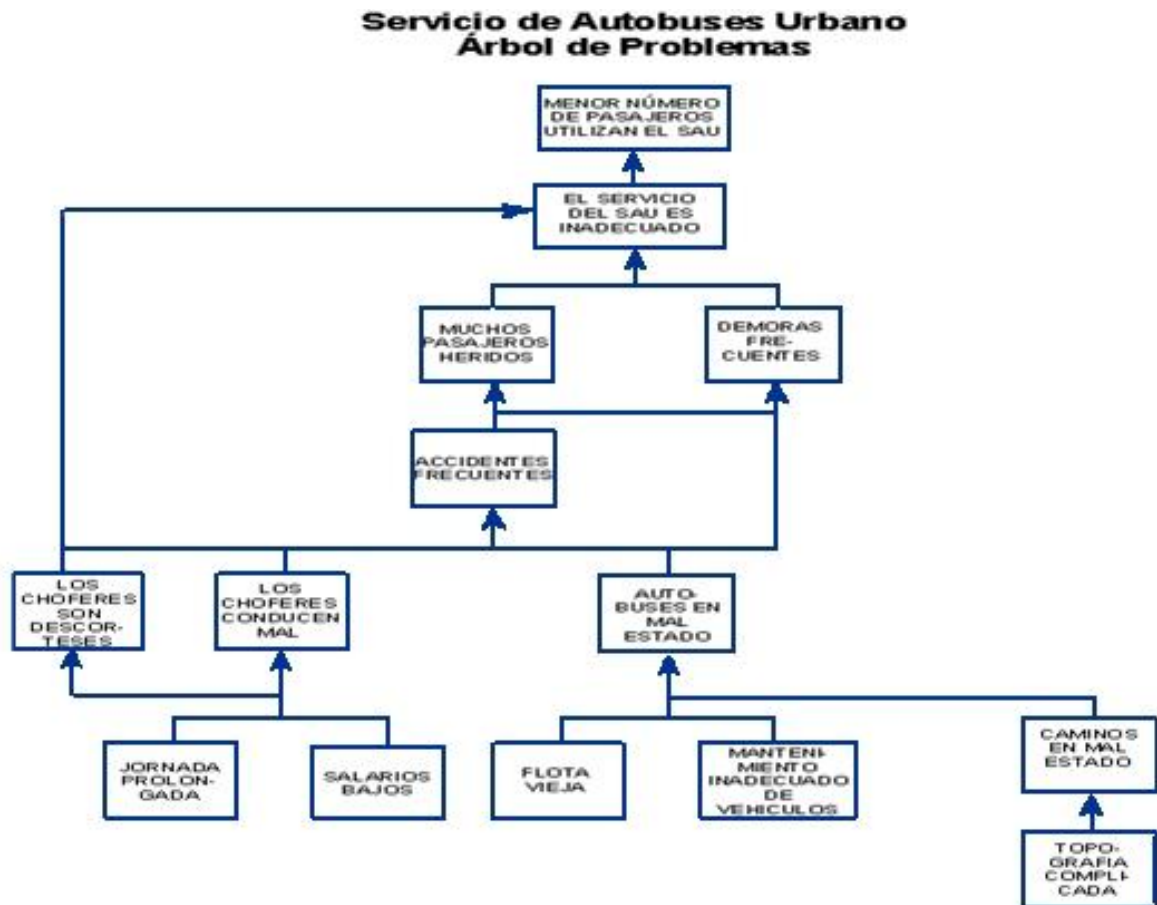 Servicio de Autobuses Urbano
Árbol de Problemas
MENOR NÚMERO
DE PASAJEROS
UTILIZAN EL SAU
EL SERVICIO
DEL SAU ES
INADECUADO
MUCHOS
PASAJEROS
HERIDOS
DEMORAS
FRE-
CUENTES
ACCIDENTES
FRECUENTES
LOS
CHOFERES
SON
DESCOR-
TESES
LOS
CHOFERES
CONDUCEN
MAL
AUTO-
BUSES EN
MAL
ESTADO
JORNADA
PROLON-
GADA
SALARIOS
BAJOS
FLOTA
VIEJA
MANTENI-
MIENTO
INADECUADO
DE
VEHICULOS
CAMINOS
EN MAL
ESTADO
TOPO-
GRAFIA
COMPLI-
CADA